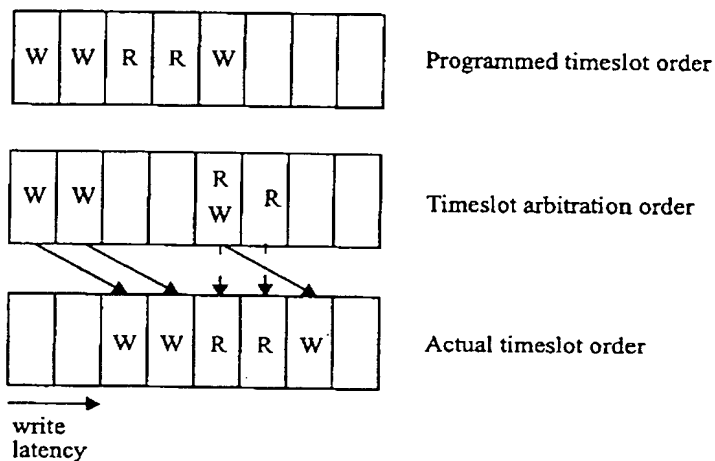 W W R R W
Programmed timeslot order
W W R W R
Timeslot arbitration order
W W R R W
Actual timeslot order
write
latency